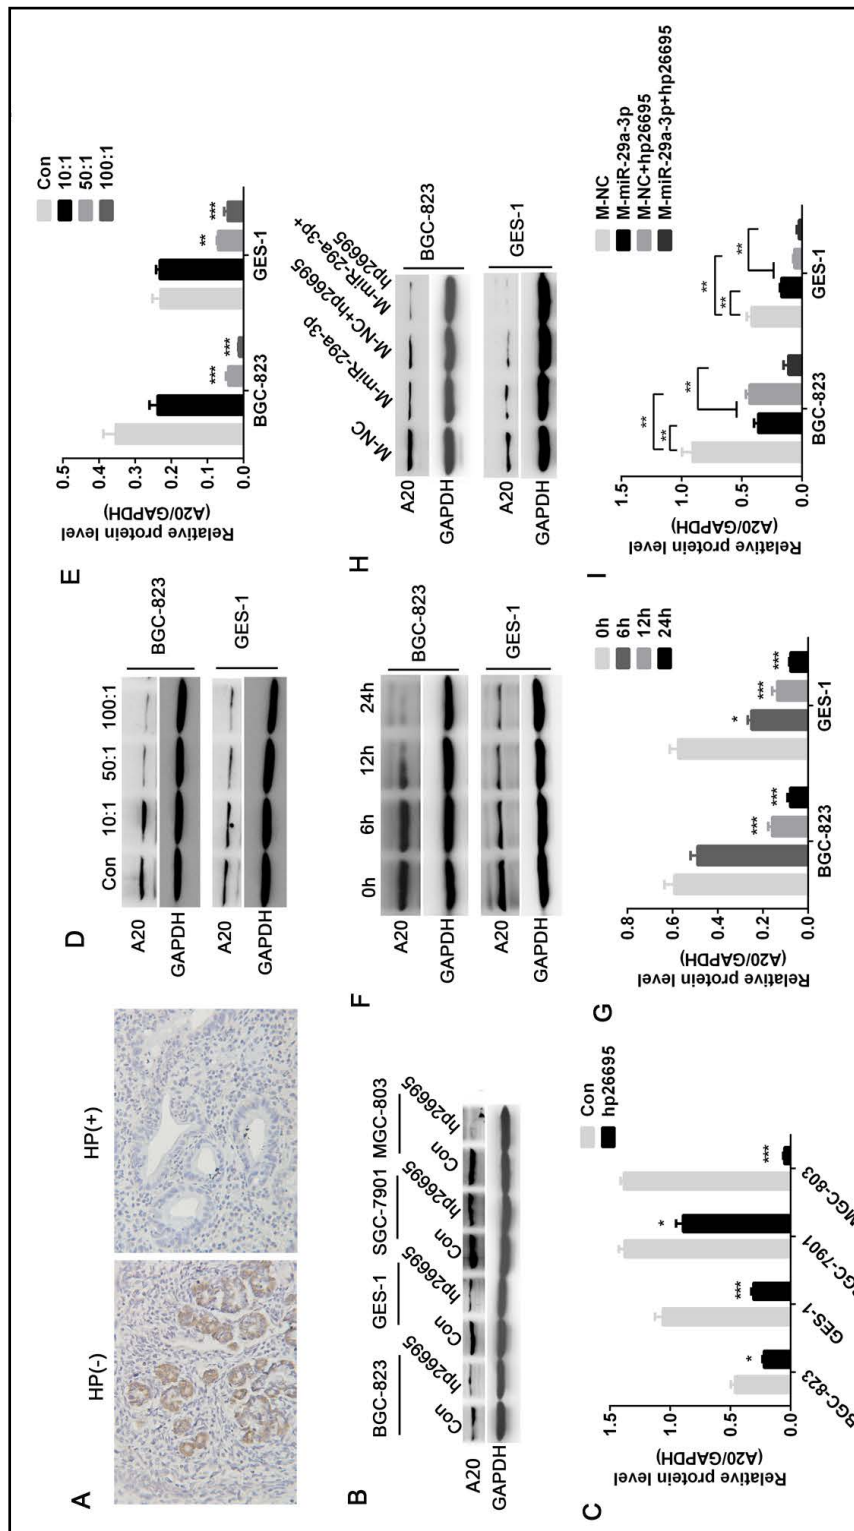 A
HP(-)
HP(+)
B
BGC-823
GES-1
SGC-7901
MGC-803
Con
hp26695
Con
hp26695
Con
hp26695
Con
hp26695
A20
GAPDH
C
Relative protein level
(A20/GAPDH)
1.5
1.0
0.5
0.0
Con
hp26695
*
***
*
***
BGC-823
GES-1
BGC-7901
MGC-803
D
Con
10:1
50:1
100:1
A20
GAPDH
BGC-823
A20
GAPDH
GES-1
E
Relative protein level
(A20/GAPDH)
0.5
0.4
0.3
0.2
0.1
0.0
Con
10:1
50:1
100:1
***
***
**
***
BGC-823
GES-1
F
0h
6h
12h
24h
A20
GAPDH
BGC-823
A20
GAPDH
GES-1
G
Relative protein level
(A20/GAPDH)
0.8
0.6
0.4
0.2
0.0
0h
6h
12h
24h
***
***
*
***
***
BGC-823
GES-1
H
M-NC
M-miR-29a-3p
M-NC+hp26695
M-miR-29a-3p+
hp26695
A20
GAPDH
BGC-823
A20
GAPDH
GES-1
I
Relative protein level
(A20/GAPDH)
1.5
1.0
0.5
0.0
M-NC
M-miR-29a-3p
M-NC+hp26695
M-miR-29a-3p+hp26695
**
**
**
**
**
**
BGC-823
GES-1